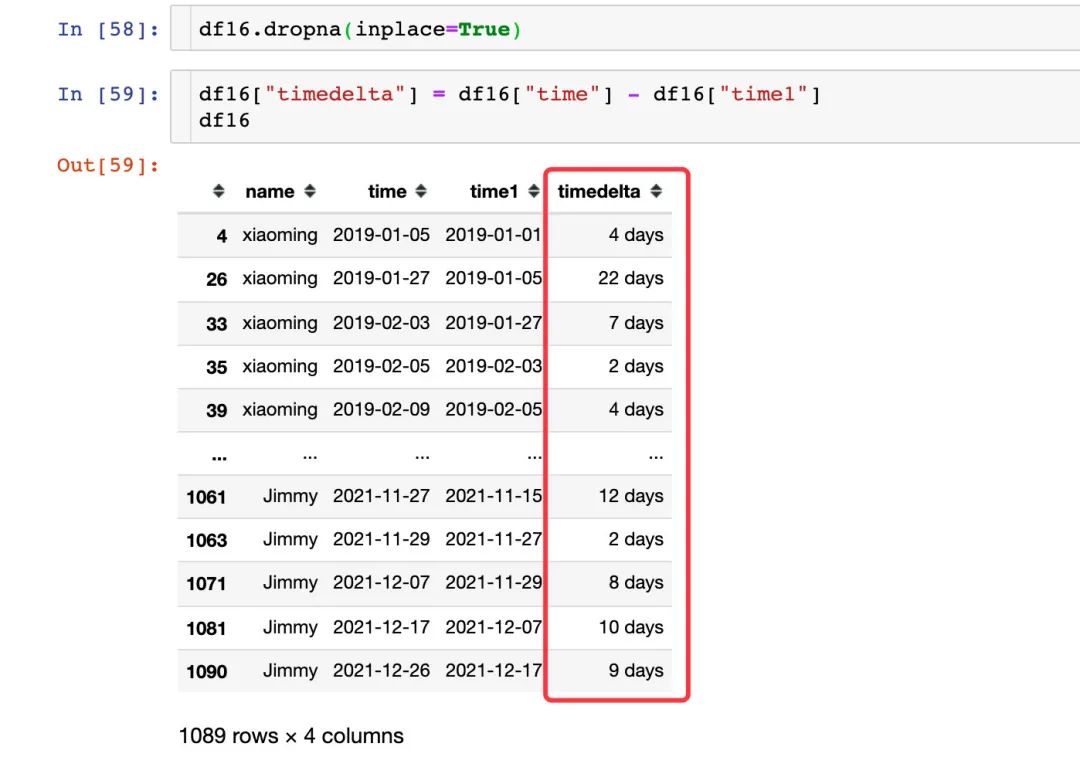 In [58]: df16.dropna(inplace=True)
In [59]: df16["timedelta"] = df16["time"] - df16["time1"]
df16
Out[59]:
name time time1 timedelta
4 xiaoming 2019-01-05 2019-01-01 4 days
26 xiaoming 2019-01-27 2019-01-05 22 days
33 xiaoming 2019-02-03 2019-01-27 7 days
35 xiaoming 2019-02-05 2019-02-03 2 days
39 xiaoming 2019-02-09 2019-02-05 4 days
... ... ... ... ...
1061 Jimmy 2021-11-27 2021-11-15 12 days
1063 Jimmy 2021-11-29 2021-11-27 2 days
1071 Jimmy 2021-12-07 2021-11-29 8 days
1081 Jimmy 2021-12-17 2021-12-07 10 days
1090 Jimmy 2021-12-26 2021-12-17 9 days
1089 rows × 4 columns